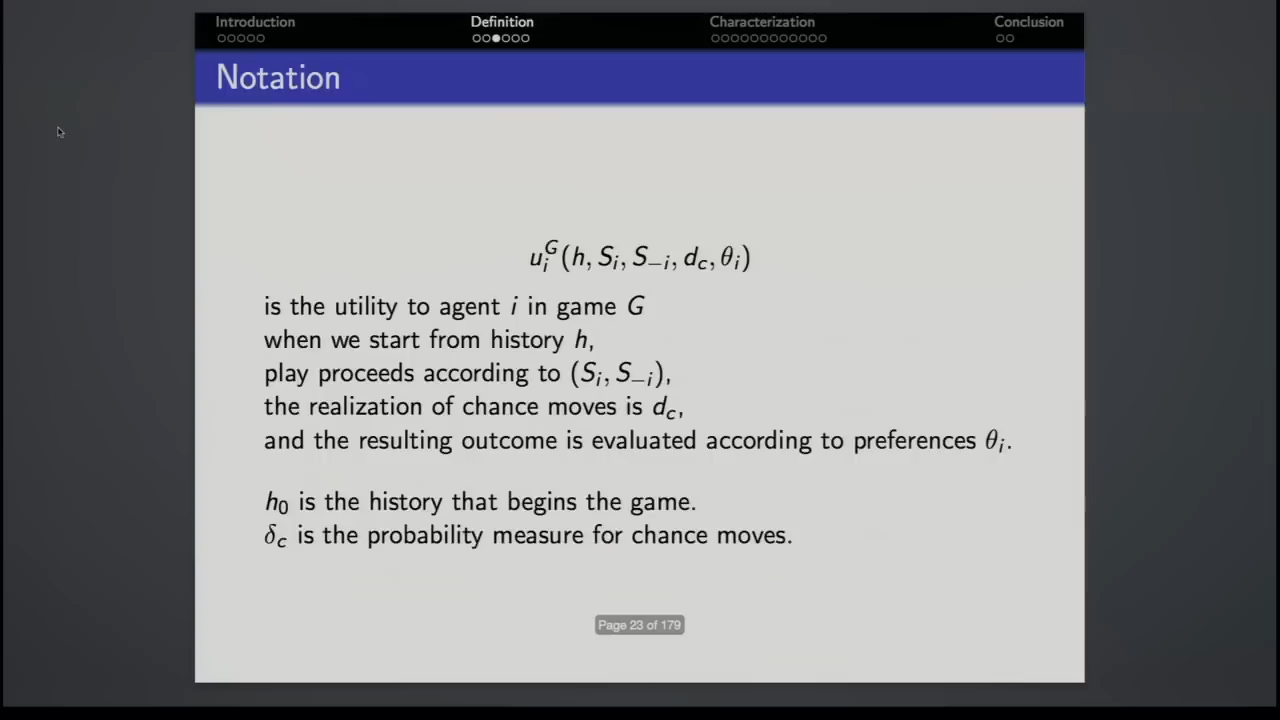 Introduction Definition Characterization Conclusion
Notation
u_i^G(h, S_i, S_{−i}, d_c, θ_i)
is the utility to agent i in game G
when we start from history h,
play proceeds according to (S_i, S_{−i}),
the realization of chance moves is d_c,
and the resulting outcome is evaluated according to preferences θ_i.
h_0 is the history that begins the game.
δ_c is the probability measure for chance moves.
Page 23 of 179